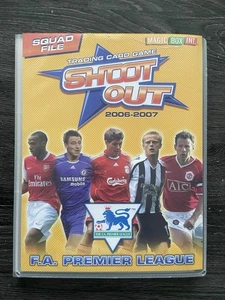 SQUAD
FILE
MAGIC BOX INT
TRADING CARD GAME
SHOOT
OUT
2006-2007
Fly
Emirates
SAMSUNG
Carlsberg
AIG
F.A. PREMIER LEAGUE